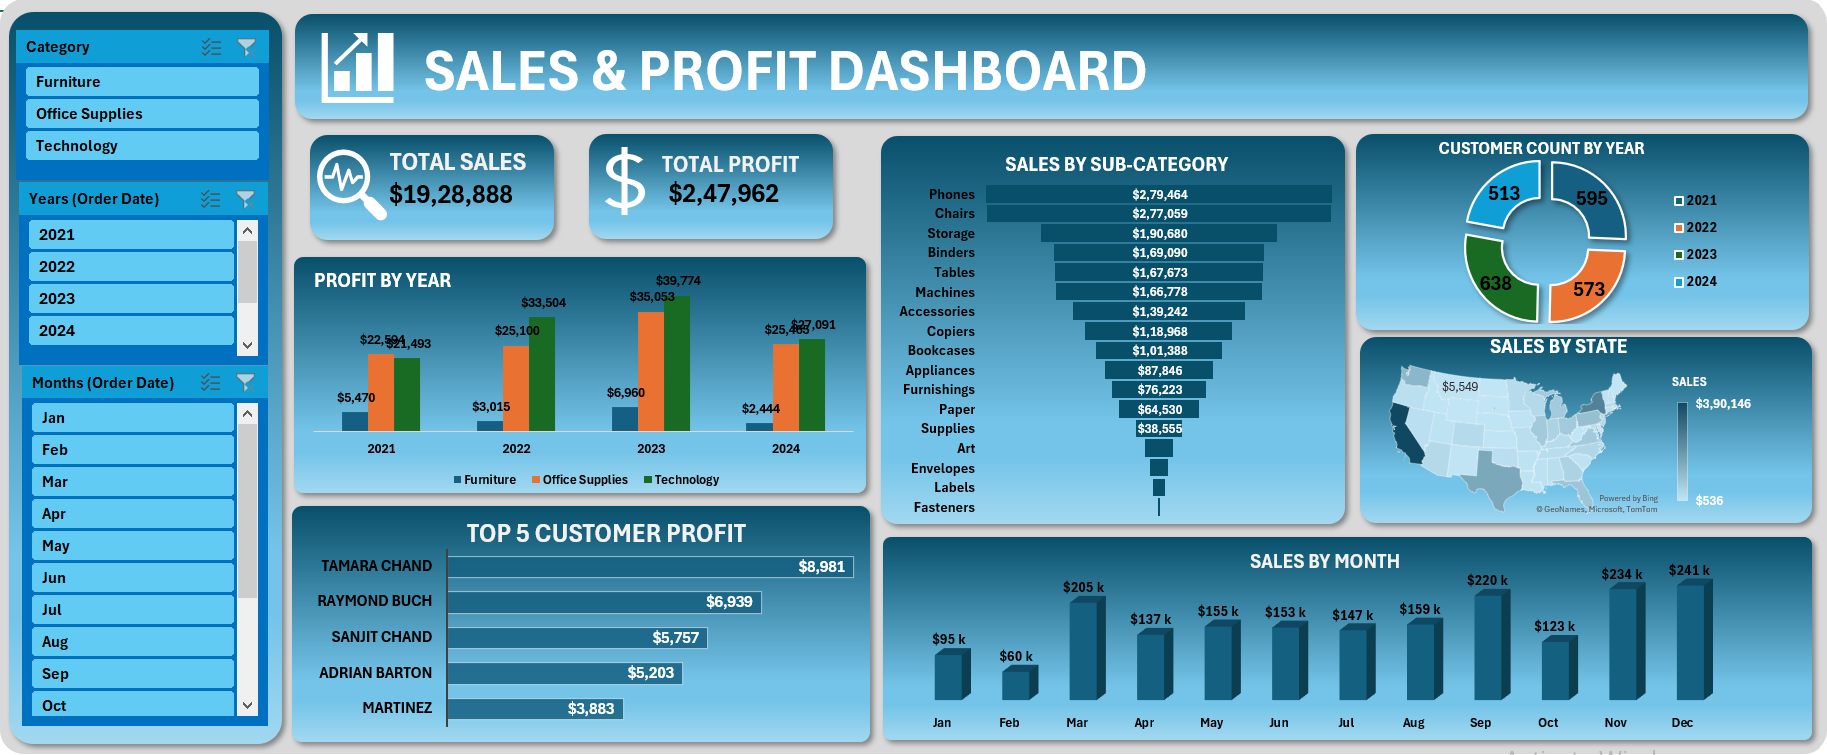 Category
Furniture
Office Supplies
Technology
Years (Order Date)
2021
2022
2023
2024
Months (Order Date)
Jan
Feb
Mar
Apr
May
Jun
Jul
Aug
Sep
Oct
SALES & PROFIT DASHBOARD
TOTAL SALES
$19,28,888
TOTAL PROFIT
$2,47,962
PROFIT BY YEAR
$5,470
$22,594
$21,493
$3,015
$25,100
$33,504
$6,960
$35,053
$39,774
$2,444
$25,465
$27,091
2021
2022
2023
2024
Furniture
Office Supplies
Technology
TOP 5 CUSTOMER PROFIT
TAMARA CHAND $8,981
RAYMOND BUCH $6,939
SANJIT CHAND $5,757
ADRIAN BARTON $5,203
MARTINEZ $3,883
SALES BY SUB-CATEGORY
Phones $2,79,464
Chairs $2,77,059
Storage $1,90,680
Binders $1,69,090
Tables $1,67,673
Machines $1,66,778
Accessories $1,39,242
Copiers $1,18,968
Bookcases $1,01,388
Appliances $87,846
Furnishings $76,223
Paper $64,530
Supplies $38,555
Art
Envelopes
Labels
Fasteners
CUSTOMER COUNT BY YEAR
513
595
638
573
2021
2022
2023
2024
SALES BY STATE
$5,549
SALES
$3,90,146
$536
Powered by Bing
© GeoNames, Microsoft, TomTom
SALES BY MONTH
$95 k
$60 k
$205 k
$137 k
$155 k
$153 k
$147 k
$159 k
$220 k
$123 k
$234 k
$241 k
Jan
Feb
Mar
Apr
May
Jun
Jul
Aug
Sep
Oct
Nov
Dec